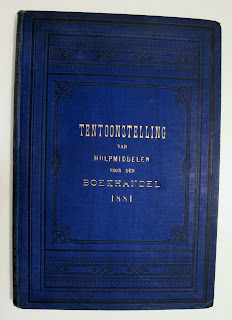 TENTOONSTELLING
VAN
HULPMIDDELEN
VOOR DEN
BOEKHANDEL
1881